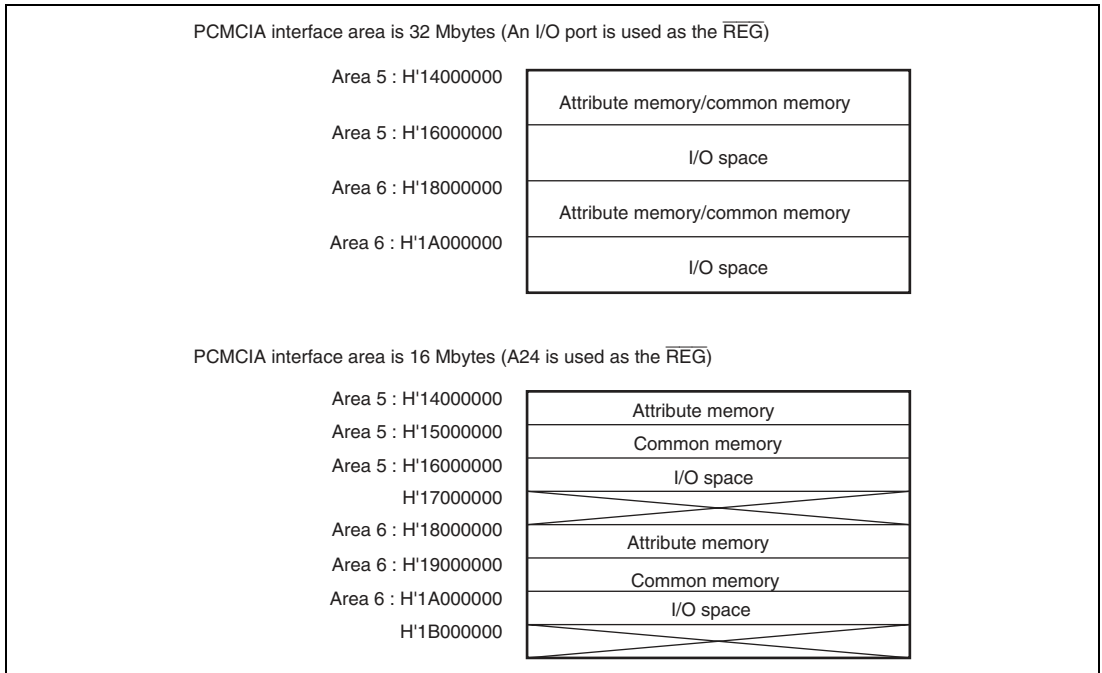 PCMCIA interface area is 32 Mbytes (An I/O port is used as the R̅E̅G̅)
Area 5 : H'14000000
Attribute memory/common memory
Area 5 : H'16000000
I/O space
Area 6 : H'18000000
Attribute memory/common memory
Area 6 : H'1A000000
I/O space
PCMCIA interface area is 16 Mbytes (A24 is used as the R̅E̅G̅)
Area 5 : H'14000000
Attribute memory
Area 5 : H'15000000
Common memory
Area 5 : H'16000000
I/O space
H'17000000
Area 6 : H'18000000
Attribute memory
Area 6 : H'19000000
Common memory
Area 6 : H'1A000000
I/O space
H'1B000000